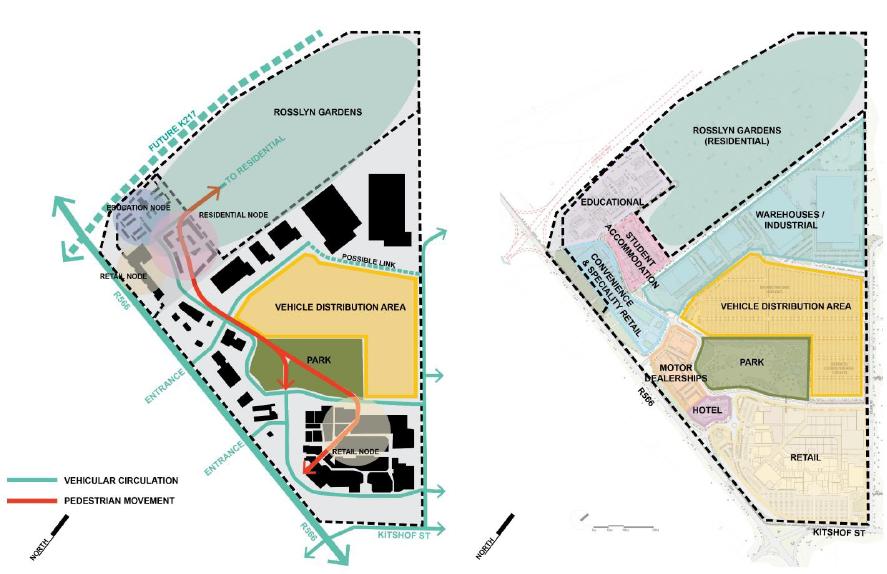 ROSSLYN GARDENS
FUTURE K217
TO RESIDENTIAL
EDUCATION NODE
RESIDENTIAL NODE
RETAIL NODE
R566
POSSIBLE LINK
VEHICLE DISTRIBUTION AREA
PARK
ENTRANCE
ENTRANCE
RETAIL NODE
VEHICULAR CIRCULATION
PEDESTRIAN MOVEMENT
NORTH
R566
KITSHOF ST
ROSSLYN GARDENS
(RESIDENTIAL)
EDUCATIONAL
STUDENT
ACCOMMODATION
WAREHOUSES /
INDUSTRIAL
CONVENIENCE
& SPECIALITY RETAIL
VEHICLE DISTRIBUTION AREA
PARK
MOTOR
DEALERSHIPS
R566
HOTEL
RETAIL
NORTH
KITSHOF ST